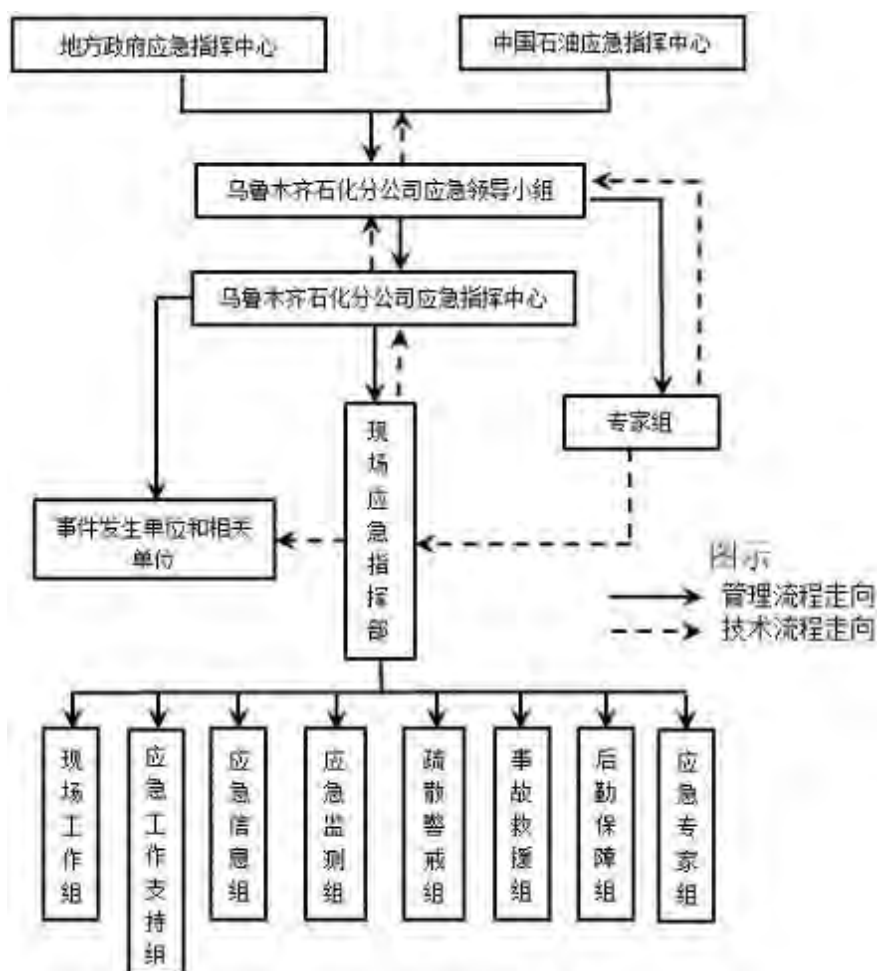 地方政府应急指挥中心
中国石油应急指挥中心
乌鲁木齐石化分公司应急领导小组
乌鲁木齐石化分公司应急指挥中心
专家组
现场应急指挥部
事件发生单位和相关
单位
图示
管理流程走向
技术流程走向
现场工作组
应急工作支持组
应急信息组
应急监测组
疏散警戒组
事故救援组
后勤保障组
应急专家组